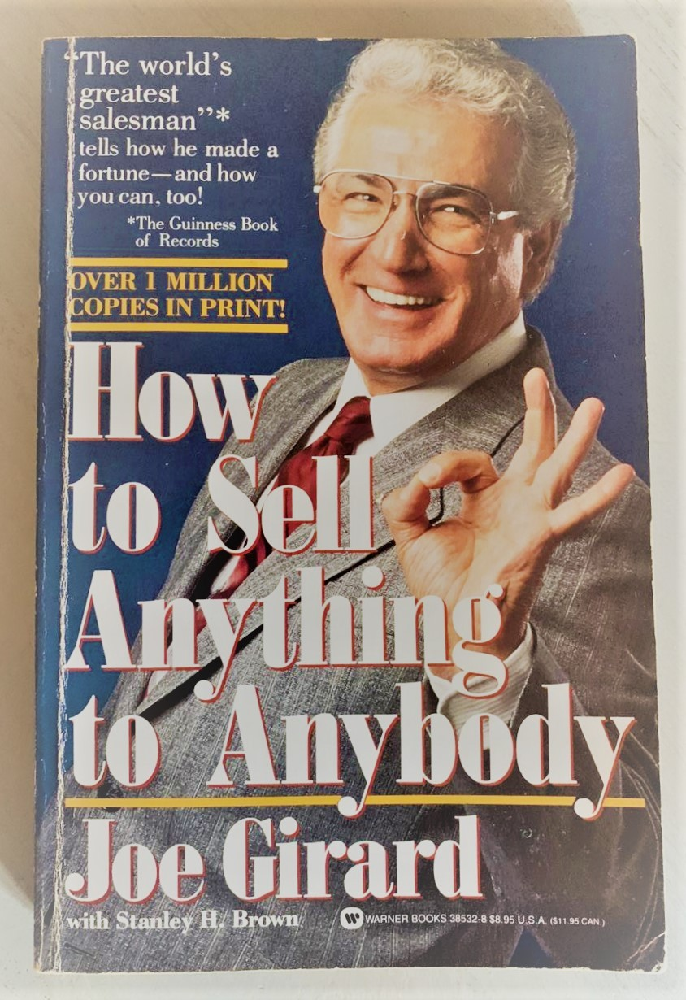 “The world’s
greatest
salesman”*
tells how he made a
fortune—and how
you can, too!
*The Guinness Book
of Records
OVER 1 MILLION
COPIES IN PRINT!
How
to Sell
Anything
to Anybody
Joe Girard
with Stanley H. Brown
W WARNER BOOKS 38532-8 $8.95 U.S.A. ($11.95 CAN.)